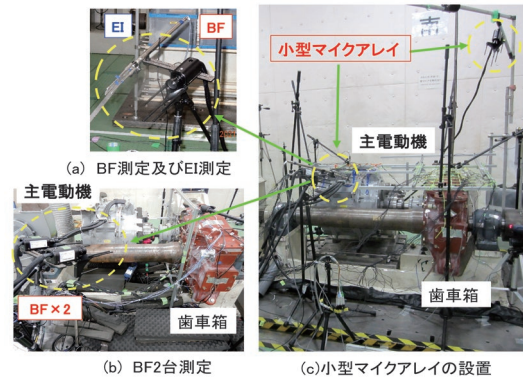 EI
BF
(a) BF測定及びEI測定
主電動機
BF×2
歯車箱
(b) BF2台測定
小型マイクアレイ
主電動機
歯車箱
(c)小型マイクアレイの設置